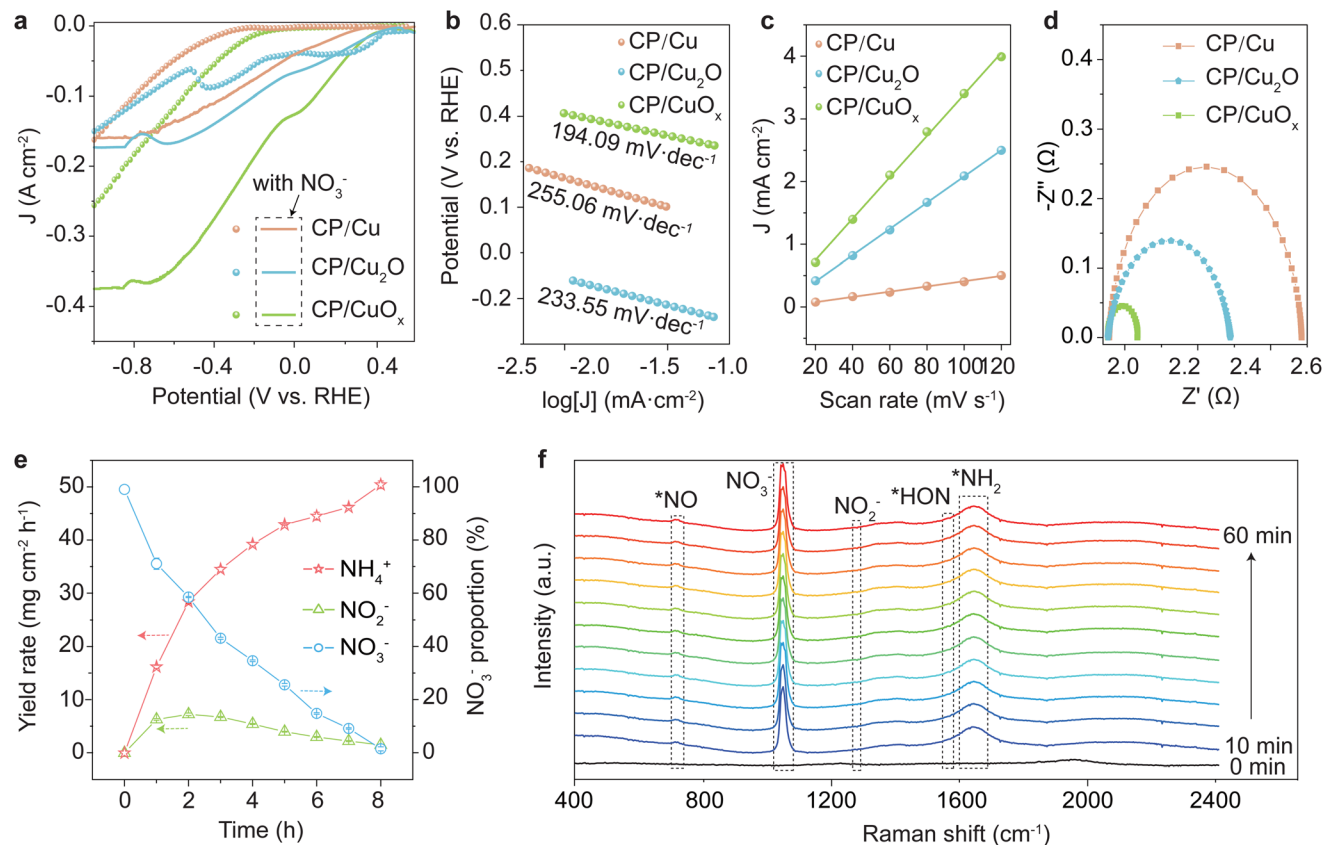 a
0.0
-0.1
-0.2
-0.3
-0.4
J (A cm⁻²)
with NO₃⁻
CP/Cu
CP/Cu₂O
CP/CuOₓ
-0.8
-0.4
0.0
0.4
Potential (V vs. RHE)
b
0.6
0.5
0.4
0.2
0.1
0.0
-0.2
Potential (V vs. RHE)
CP/Cu
CP/Cu₂O
CP/CuOₓ
194.09 mV·dec⁻¹
255.06 mV·dec⁻¹
233.55 mV·dec⁻¹
-2.5
-2.0
-1.5
-1.0
log[J] (mA·cm⁻²)
c
4
3
2
1
0
J (mA cm⁻²)
CP/Cu
CP/Cu₂O
CP/CuOₓ
20 40 60 80 100 120
Scan rate (mV s⁻¹)
d
0.4
0.3
0.2
0.1
0.0
-Z'' (Ω)
CP/Cu
CP/Cu₂O
CP/CuOₓ
2.0
2.2
2.4
2.6
Z' (Ω)
e
50
40
30
20
10
0
Yield rate (mg cm⁻² h⁻¹)
NH₄⁺
NO₂⁻
NO₃⁻
100
80
60
40
20
0
NO₃⁻ proportion (%)
0 2 4 6 8
Time (h)
f
Intensity (a.u.)
*NO
NO₃⁻
NO₂⁻
*HON
*NH₂
60 min
10 min
0 min
400 800 1200 1600 2000 2400
Raman shift (cm⁻¹)